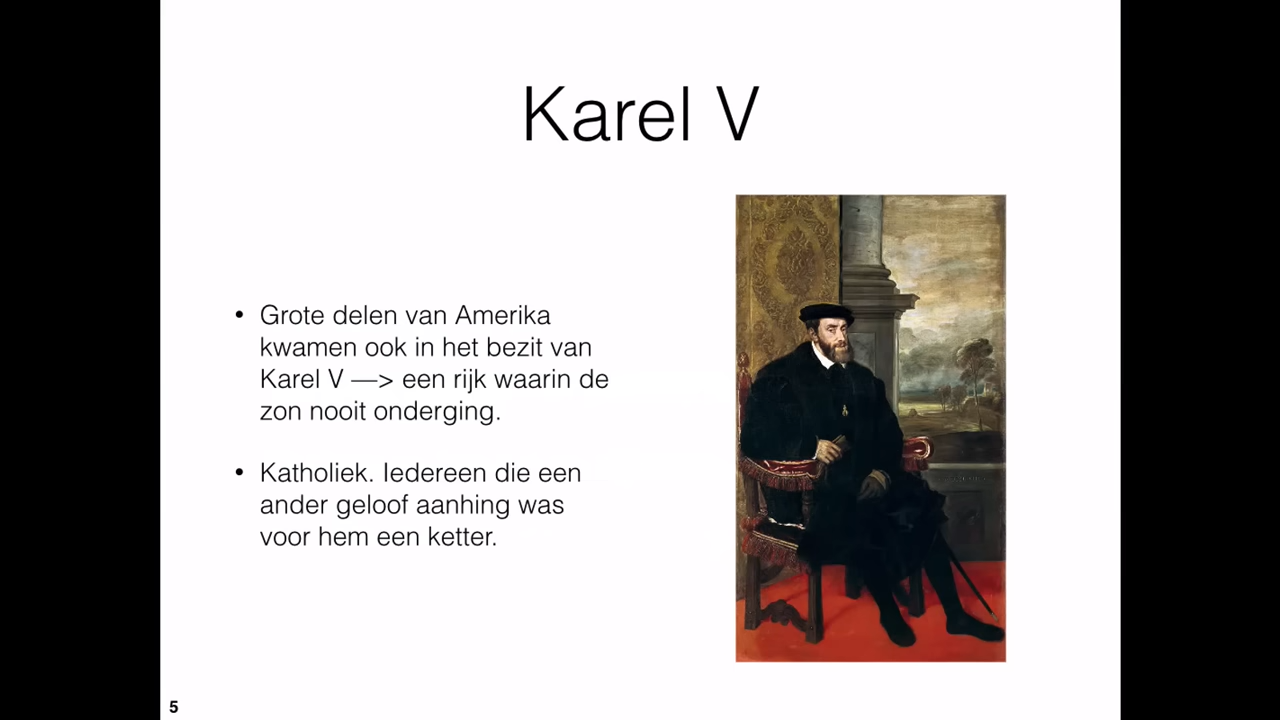 Karel V
• Grote delen van Amerika
kwamen ook in het bezit van
Karel V —> een rijk waarin de
zon nooit onderging.
• Katholiek. Iedereen die een
ander geloof aanhing was
voor hem een ketter.
5